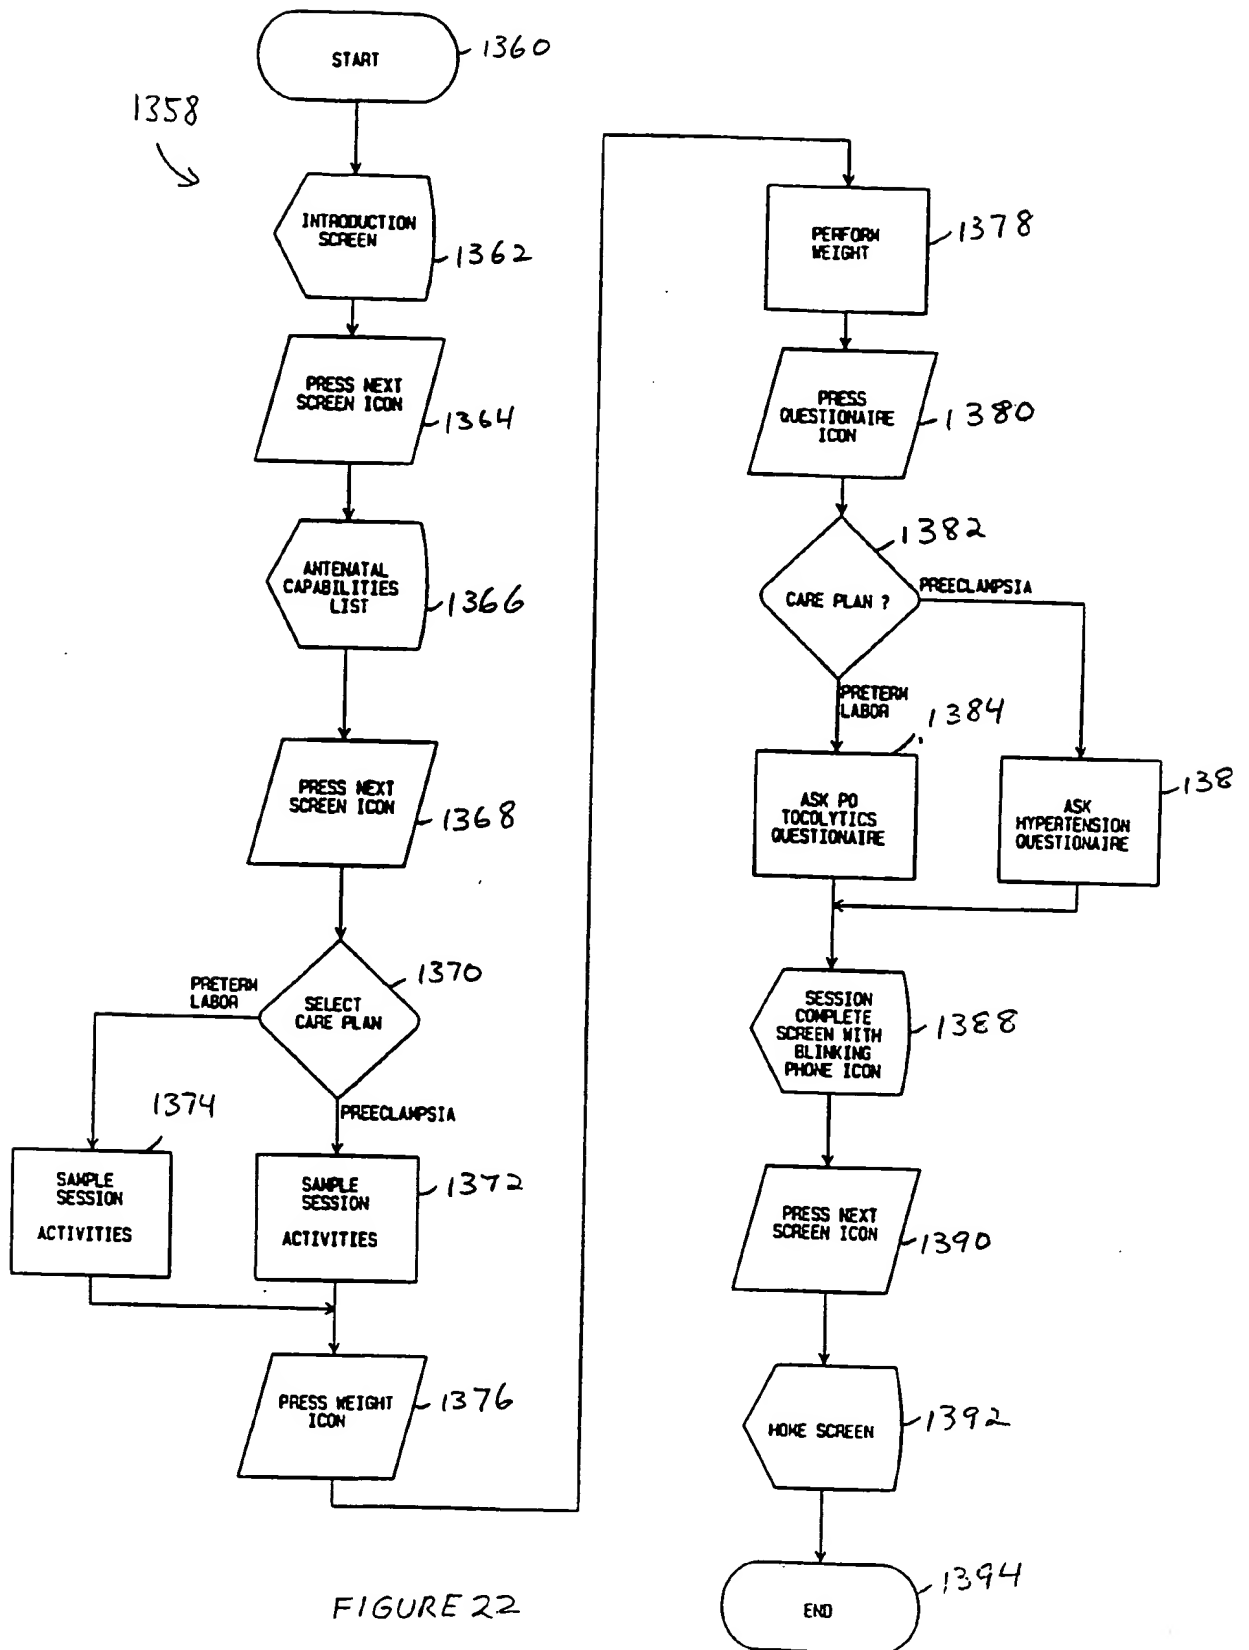 START
1360
1358
INTRODUCTION
SCREEN
1362
PRESS NEXT
SCREEN ICON
1364
ANTENATAL
CAPABILITIES
LIST
1366
PRESS NEXT
SCREEN ICON
1368
SELECT
CARE PLAN
1370
PRETERM
LABOR
PREECLAMPSIA
1374
SAMPLE
SESSION
ACTIVITIES
SAMPLE
SESSION
ACTIVITIES
1372
PRESS WEIGHT
ICON
1376
PERFORM
WEIGHT
1378
PRESS
QUESTIONAIRE
ICON
1380
1382
CARE PLAN ?
PREECLAMPSIA
PRETERM
LABOR
1384
ASK PO
TOCOLYTICS
QUESTIONAIRE
138
ASK
HYPERTENSION
QUESTIONAIRE
SESSION
COMPLETE
SCREEN WITH
BLINKING
PHONE ICON
1388
PRESS NEXT
SCREEN ICON
1390
HOME SCREEN
1392
END
1394
FIGURE 22